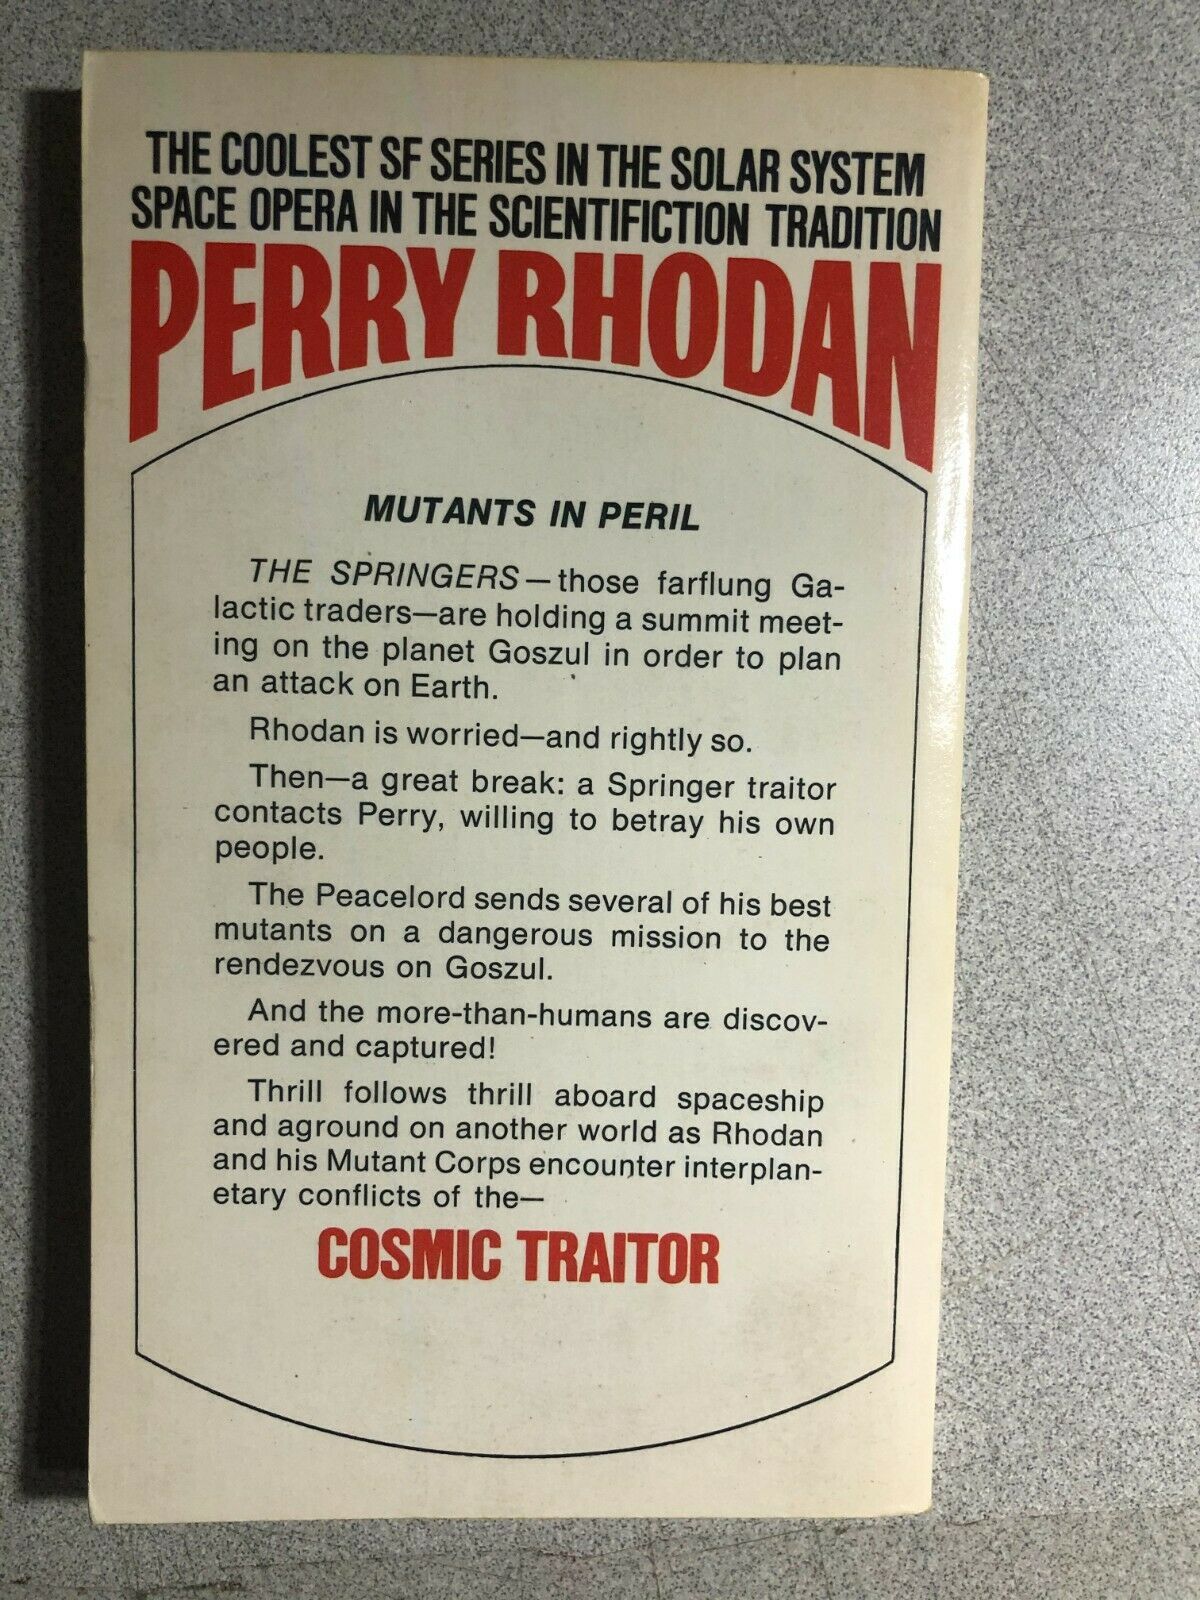 THE COOLEST SF SERIES IN THE SOLAR SYSTEM
SPACE OPERA IN THE SCIENTIFICTION TRADITION
PERRY RHODAN
MUTANTS IN PERIL
THE SPRINGERS—those farflung Ga-
lactic traders—are holding a summit meet-
ing on the planet Goszul in order to plan
an attack on Earth.
Rhodan is worried—and rightly so.
Then—a great break: a Springer traitor
contacts Perry, willing to betray his own
people.
The Peacelord sends several of his best
mutants on a dangerous mission to the
rendezvous on Goszul.
And the more-than-humans are discov-
ered and captured!
Thrill follows thrill aboard spaceship
and aground on another world as Rhodan
and his Mutant Corps encounter interplan-
etary conflicts of the—
COSMIC TRAITOR